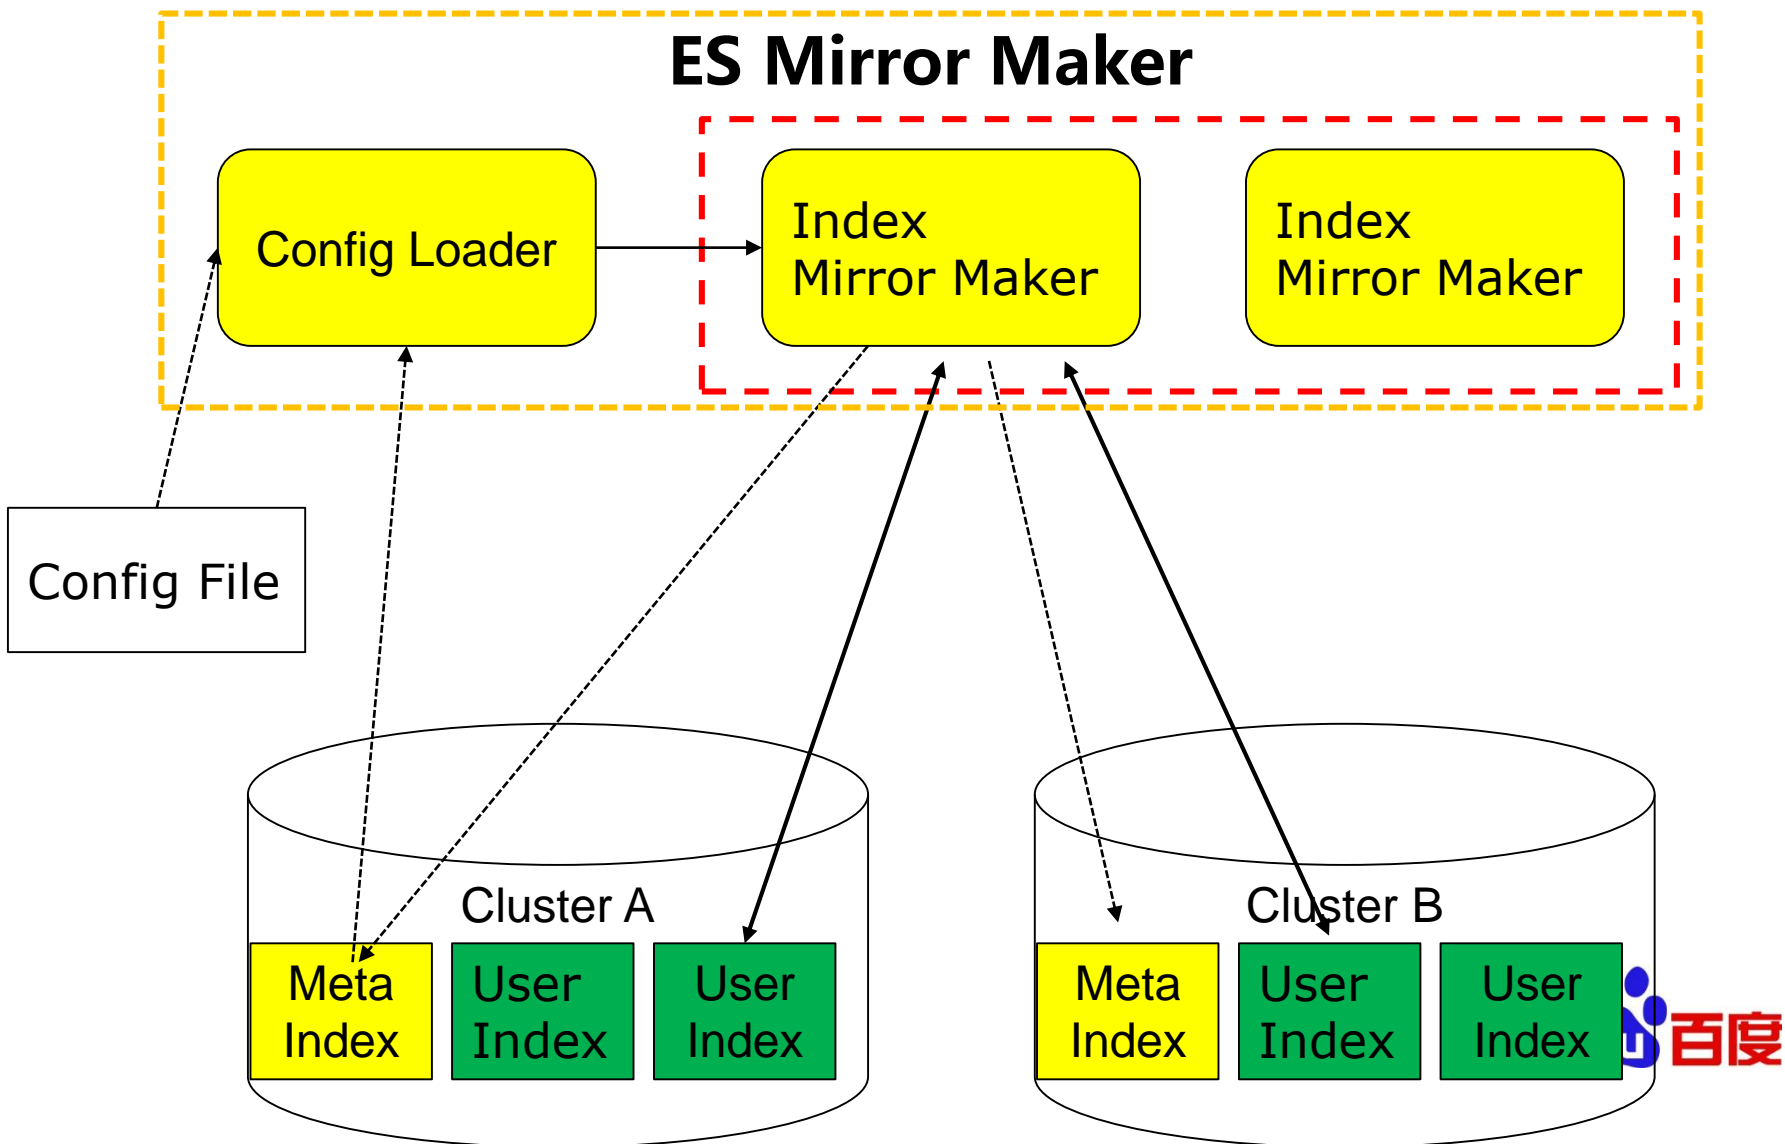 ES Mirror Maker
Config Loader
Index
Mirror Maker
Index
Mirror Maker
Config File
Cluster A
Meta
Index
User
Index
User
Index
Cluster B
Meta
Index
User
Index
User
Index
百度